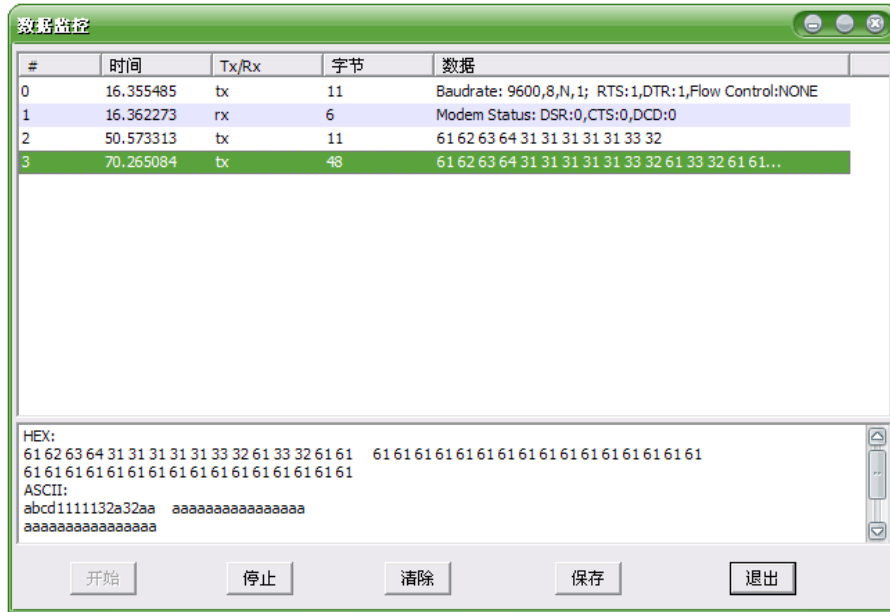 数据监控
# 时间 Tx/Rx 字节 数据
0 16.355485 tx 11 Baudrate: 9600,8,N,1; RTS:1,DTR:1,Flow Control:NONE
1 16.362273 rx 6 Modem Status: DSR:0,CTS:0,DCD:0
2 50.573313 tx 11 61 62 63 64 31 31 31 31 31 33 32
3 70.265084 tx 48 61 62 63 64 31 31 31 31 31 33 32 61 33 32 61 61...
HEX:
61 62 63 64 31 31 31 31 31 33 32 61 33 32 61 61 61 61 61 61 61 61 61 61 61 61 61 61 61 61 61 61
61 61 61 61 61 61 61 61 61 61 61 61 61 61 61 61
ASCII:
abcd1111132a32aa aaaaaaaaaaaaaaaa
aaaaaaaaaaaaaaaa
开始 停止 清除 保存 退出